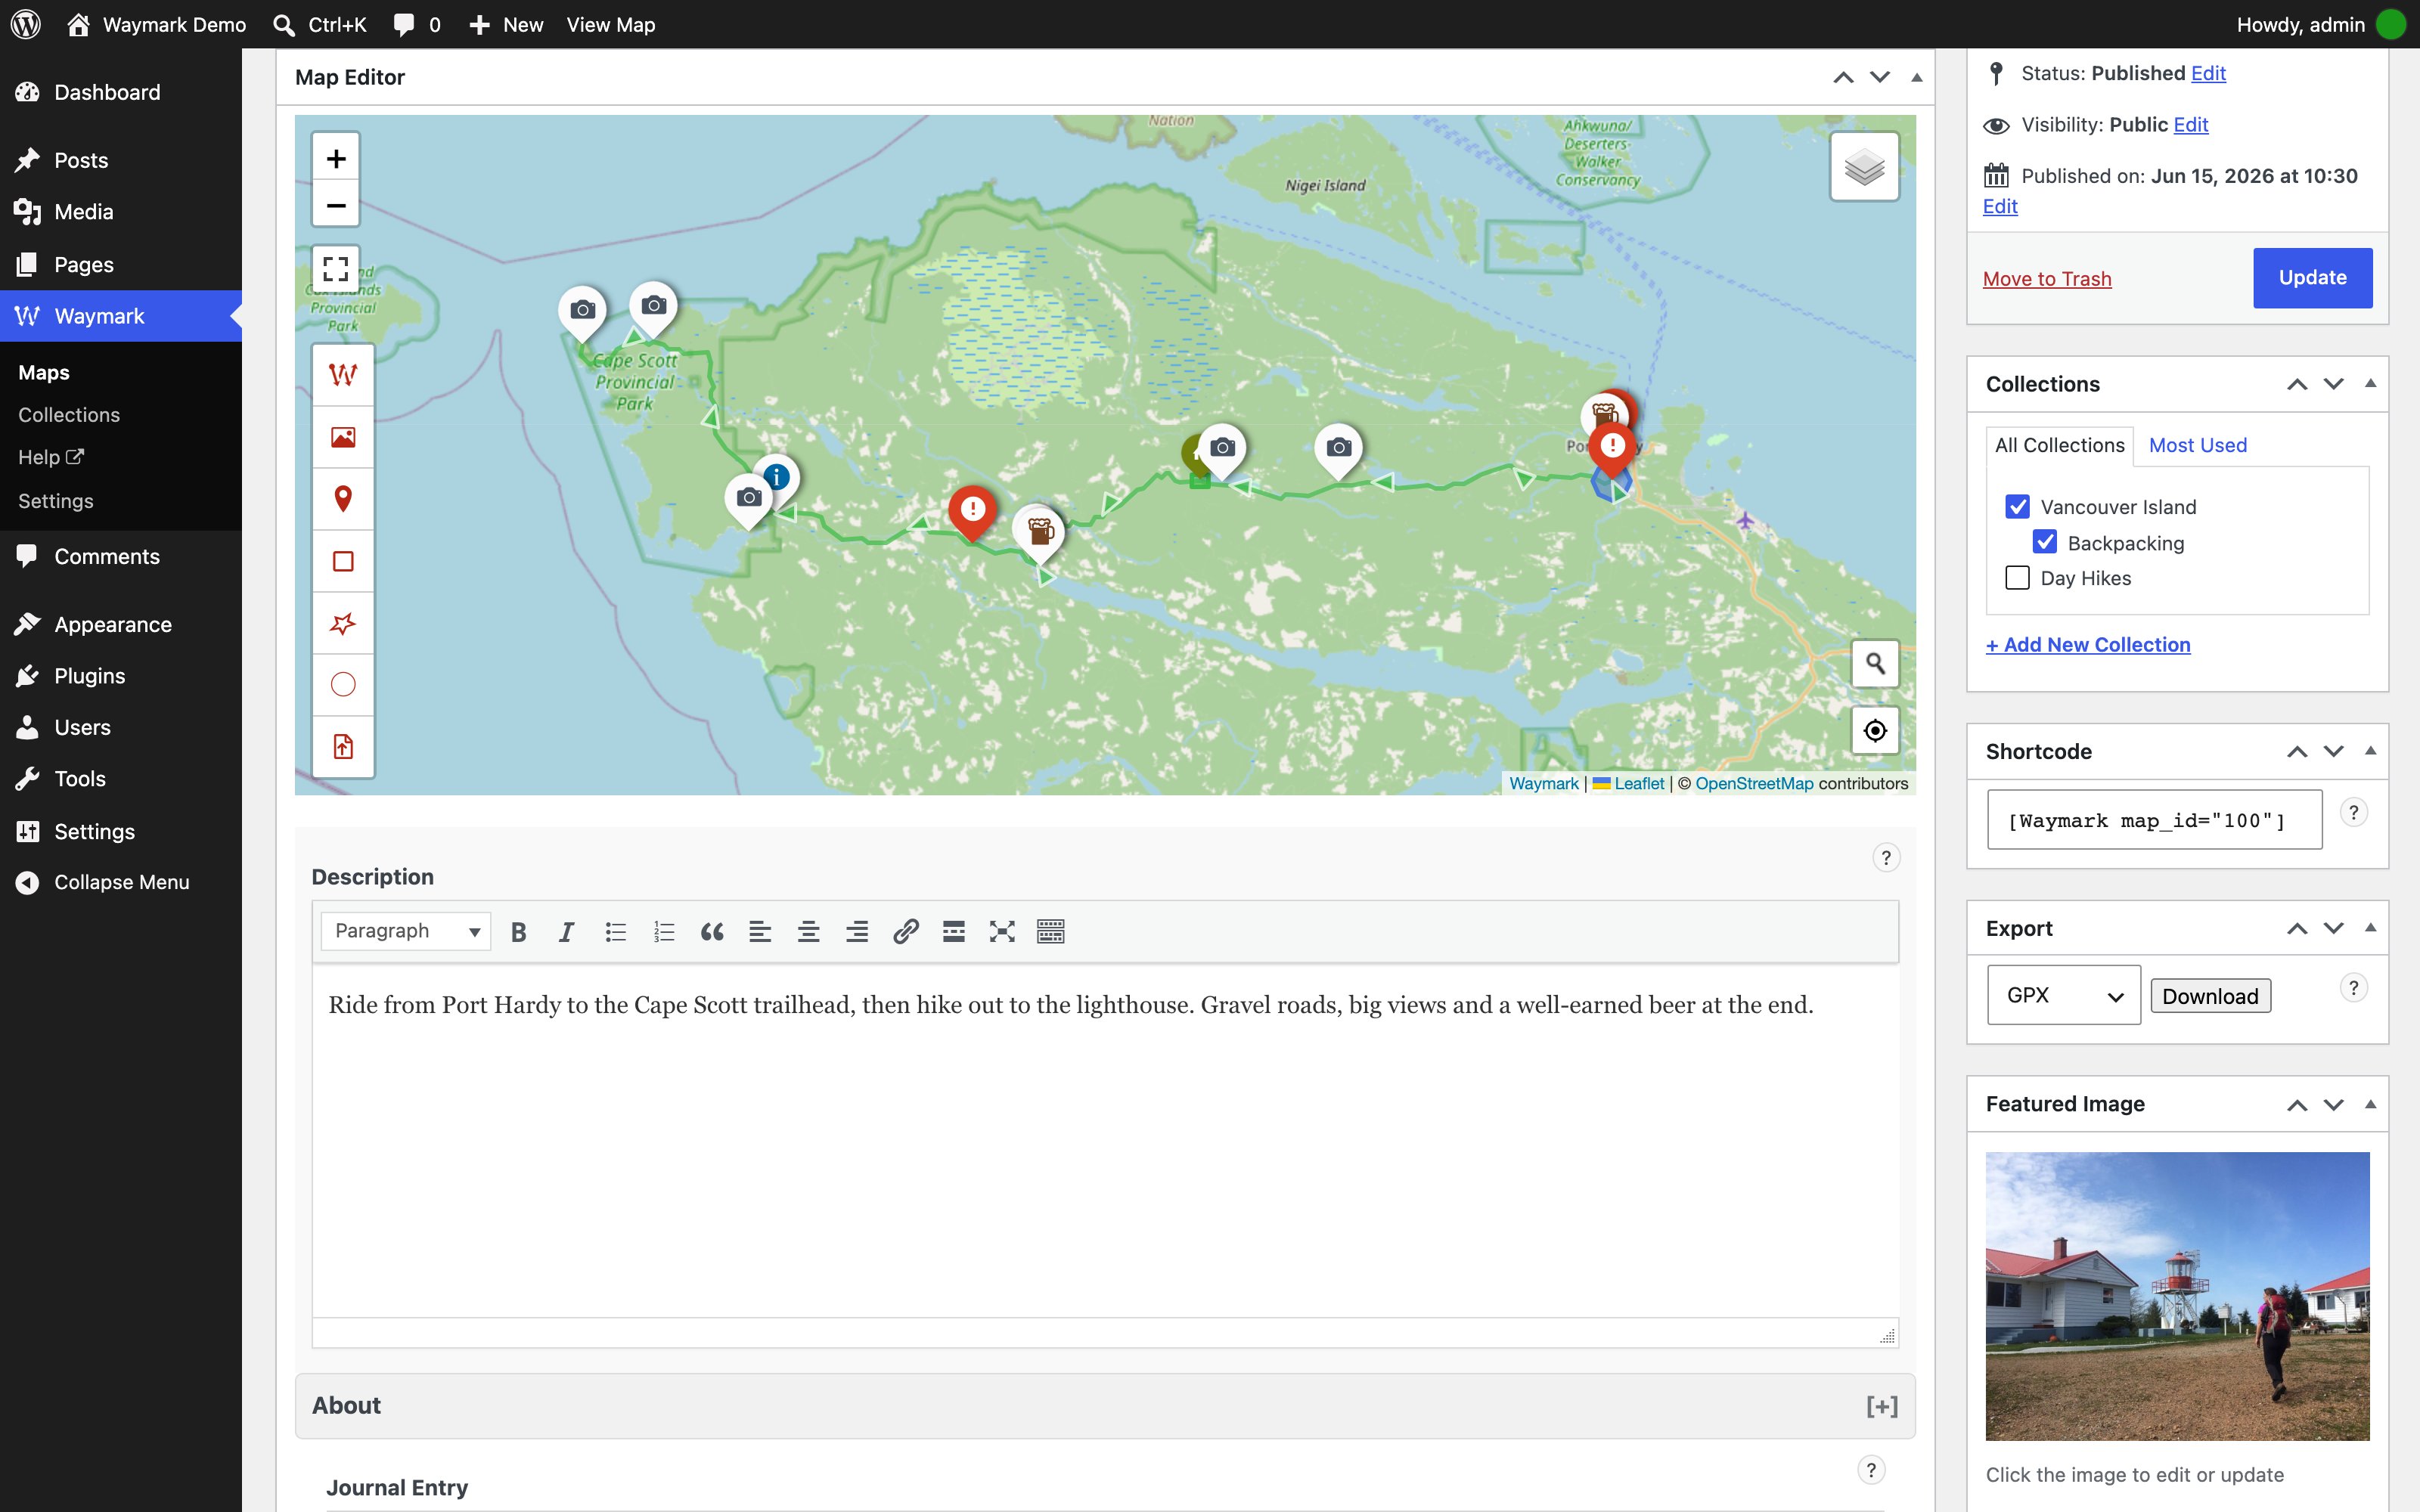 Waymark Demo
Ctrl+K
0
New
View Map
Howdy, admin
Dashboard
Posts
Media
Pages
Waymark
Maps
Collections
Help
Settings
Comments
Appearance
Plugins
Users
Tools
Settings
Collapse Menu
Map Editor
Nation
Nigei Island
Ahkwuna/
Deserters-
Walker
Conservancy
Provincial
Park
Cape Scott
Provincial
Park
Waymark | Leaflet | © OpenStreetMap contributors
Description
Paragraph
Ride from Port Hardy to the Cape Scott trailhead, then hike out to the lighthouse. Gravel roads, big views and a well-earned beer at the end.
About
[+]
Journal Entry
Status: Published Edit
Visibility: Public Edit
Published on: Jun 15, 2026 at 10:30
Edit
Move to Trash
Update
Collections
All Collections
Most Used
Vancouver Island
Backpacking
Day Hikes
+ Add New Collection
Shortcode
[Waymark map_id="100"]
Export
GPX
Download
Featured Image
Click the image to edit or update